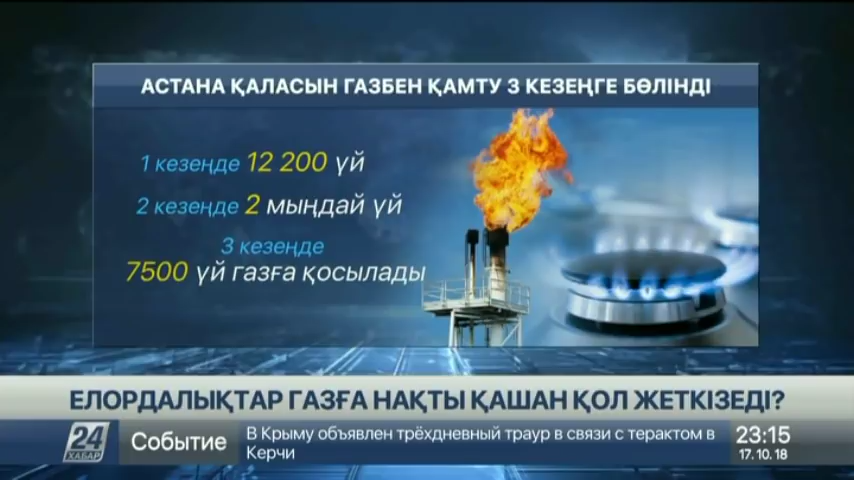 АСТАНА ҚАЛАСЫН ГАЗБЕН ҚАМТУ 3 КЕЗЕҢГЕ БӨЛІНДІ
1 кезеңде 12 200 үй
2 кезеңде 2 мыңдай үй
3 кезеңде
7500 үй газға қосылады
ЕЛОРДАЛЫҚТАР ГАЗҒА НАҚТЫ ҚАШАН ҚОЛ ЖЕТКІЗЕДІ?
24
ХАБАР
Событие
В Крыму объявлен трёхдневный траур в связи с терактом в
Керчи
23:15
17. 10. 18